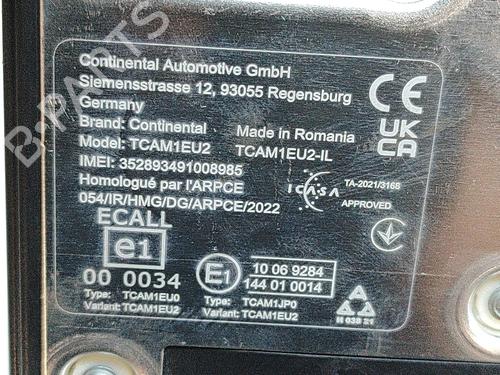 Continental Automotive GmbH
Siemensstrasse 12, 93055 Regensburg
Germany
Brand: Continental Made in Romania
Model: TCAM1EU2 TCAM1EU2-IL
IMEI: 352893491008985
Homologué par l'ARPCE
054/IR/HMG/DG/ARPCE/2022
CE
UK
CA
ICASA
TA-2021/3168
APPROVED
ECALL
e1
00 0034
Type: TCAM1EU0
Variant: TCAM1EU2
E1
10 06 9284
144 01 0014
Type: TCAM1JP0
Variant: TCAM1EU2
H 038 21
B-PARTS